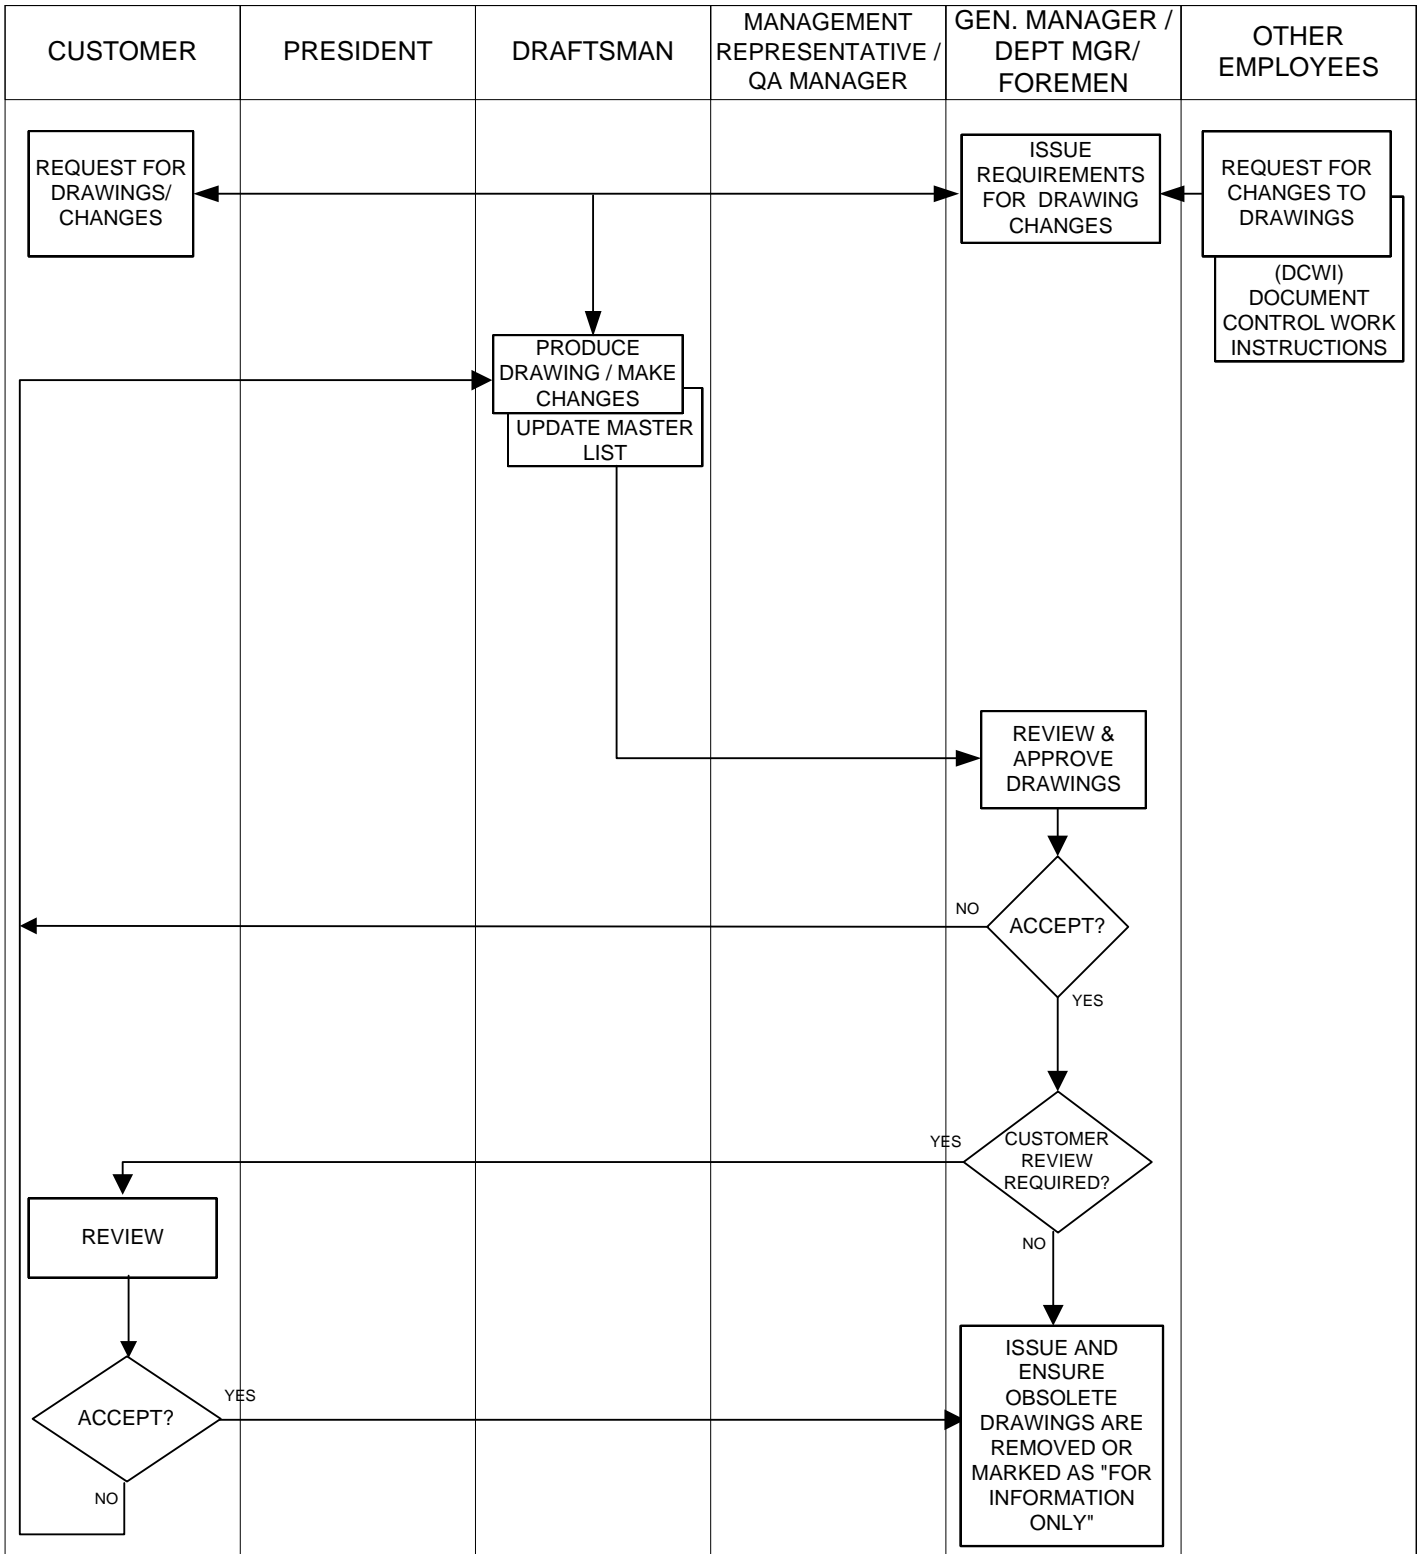 CUSTOMER
PRESIDENT
DRAFTSMAN
MANAGEMENT
REPRESENTATIVE /
QA MANAGER
GEN. MANAGER /
DEPT MGR/
FOREMEN
OTHER
EMPLOYEES
REQUEST FOR
DRAWINGS/
CHANGES
ISSUE
REQUIREMENTS
FOR DRAWING
CHANGES
REQUEST FOR
CHANGES TO
DRAWINGS
(DCWI)
DOCUMENT
CONTROL WORK
INSTRUCTIONS
PRODUCE
DRAWING / MAKE
CHANGES
UPDATE MASTER
LIST
REVIEW &
APPROVE
DRAWINGS
NO
ACCEPT?
YES
YES
CUSTOMER
REVIEW
REQUIRED?
NO
REVIEW
ACCEPT?
YES
NO
ISSUE AND
ENSURE
OBSOLETE
DRAWINGS ARE
REMOVED OR
MARKED AS "FOR
INFORMATION
ONLY"